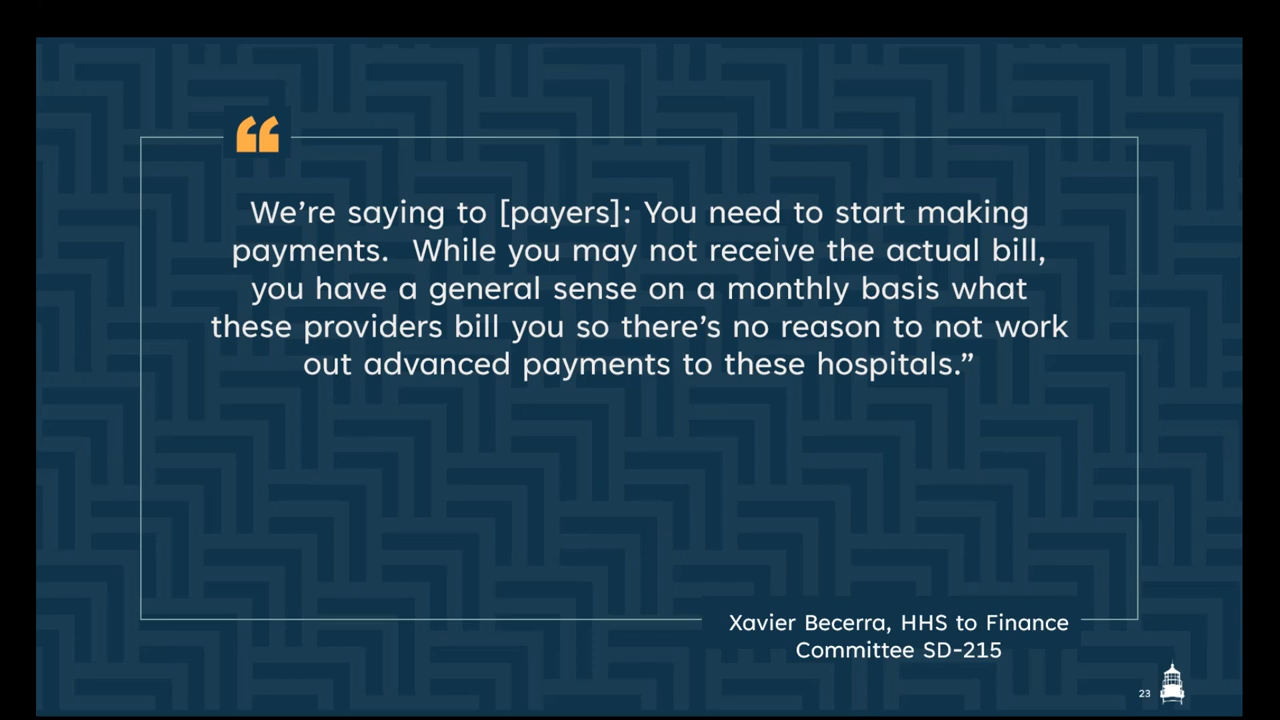 “
We’re saying to [payers]: You need to start making
payments.  While you may not receive the actual bill,
you have a general sense on a monthly basis what
these providers bill you so there’s no reason to not work
out advanced payments to these hospitals.”
Xavier Becerra, HHS to Finance
Committee SD-215
23